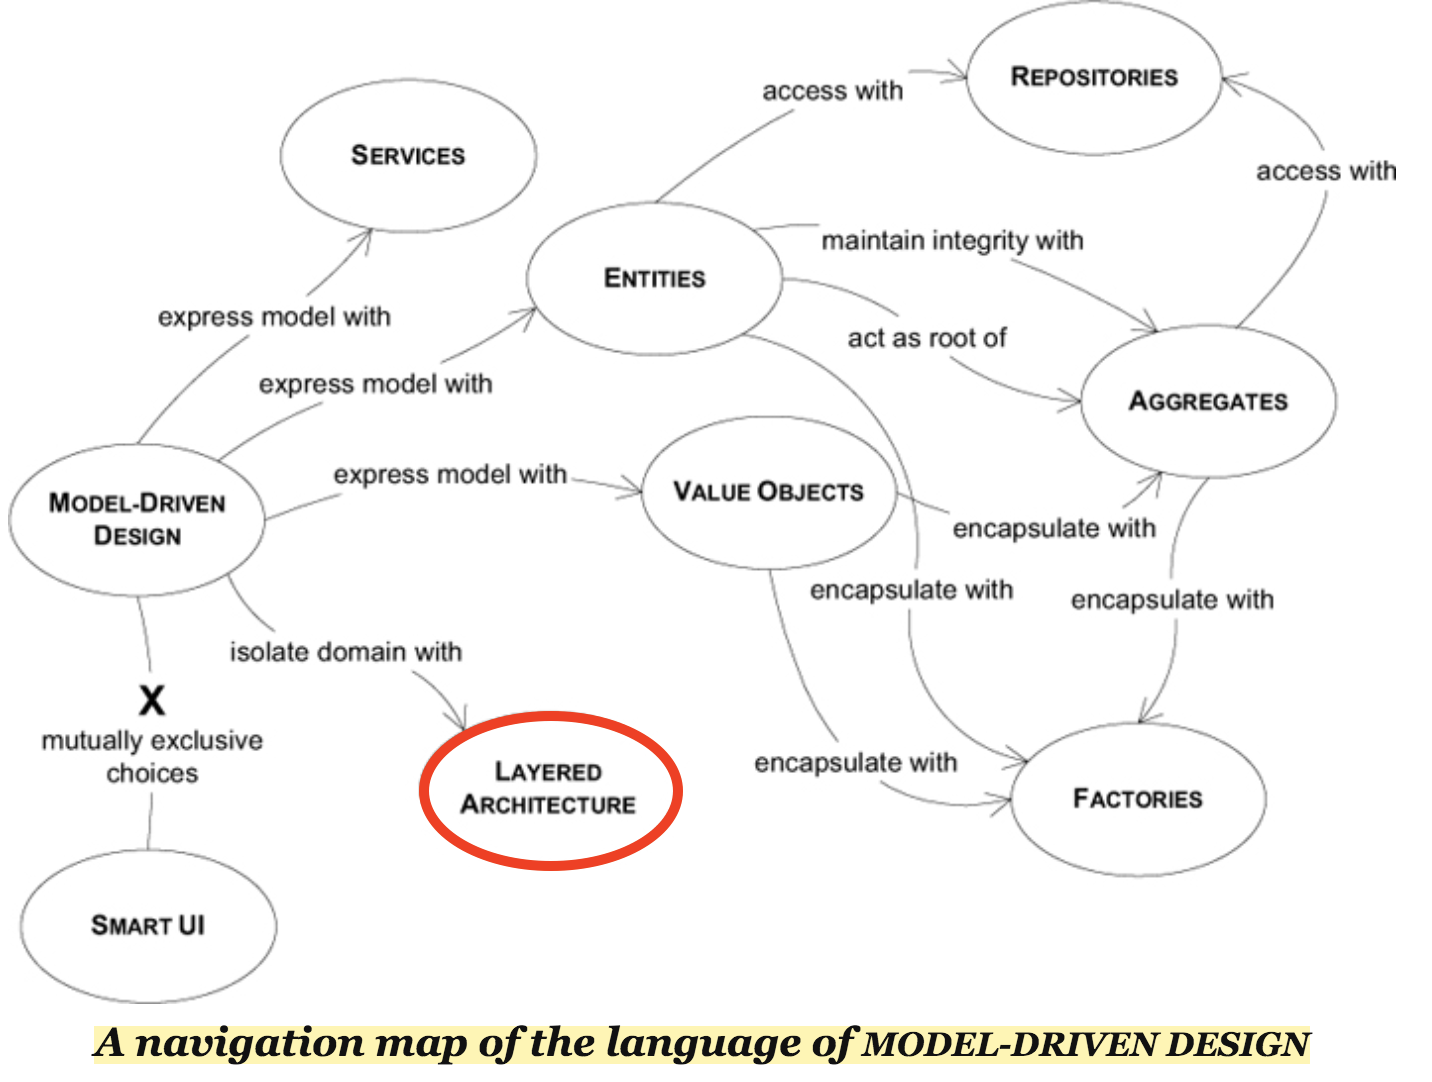 REPOSITORIES
access with
SERVICES
access with
maintain integrity with
ENTITIES
express model with
act as root of
express model with
AGGREGATES
express model with
VALUE OBJECTS
MODEL-DRIVEN
DESIGN
encapsulate with
encapsulate with
encapsulate with
isolate domain with
X
mutually exclusive
choices
encapsulate with
LAYERED
ARCHITECTURE
FACTORIES
SMART UI
A navigation map of the language of MODEL-DRIVEN DESIGN